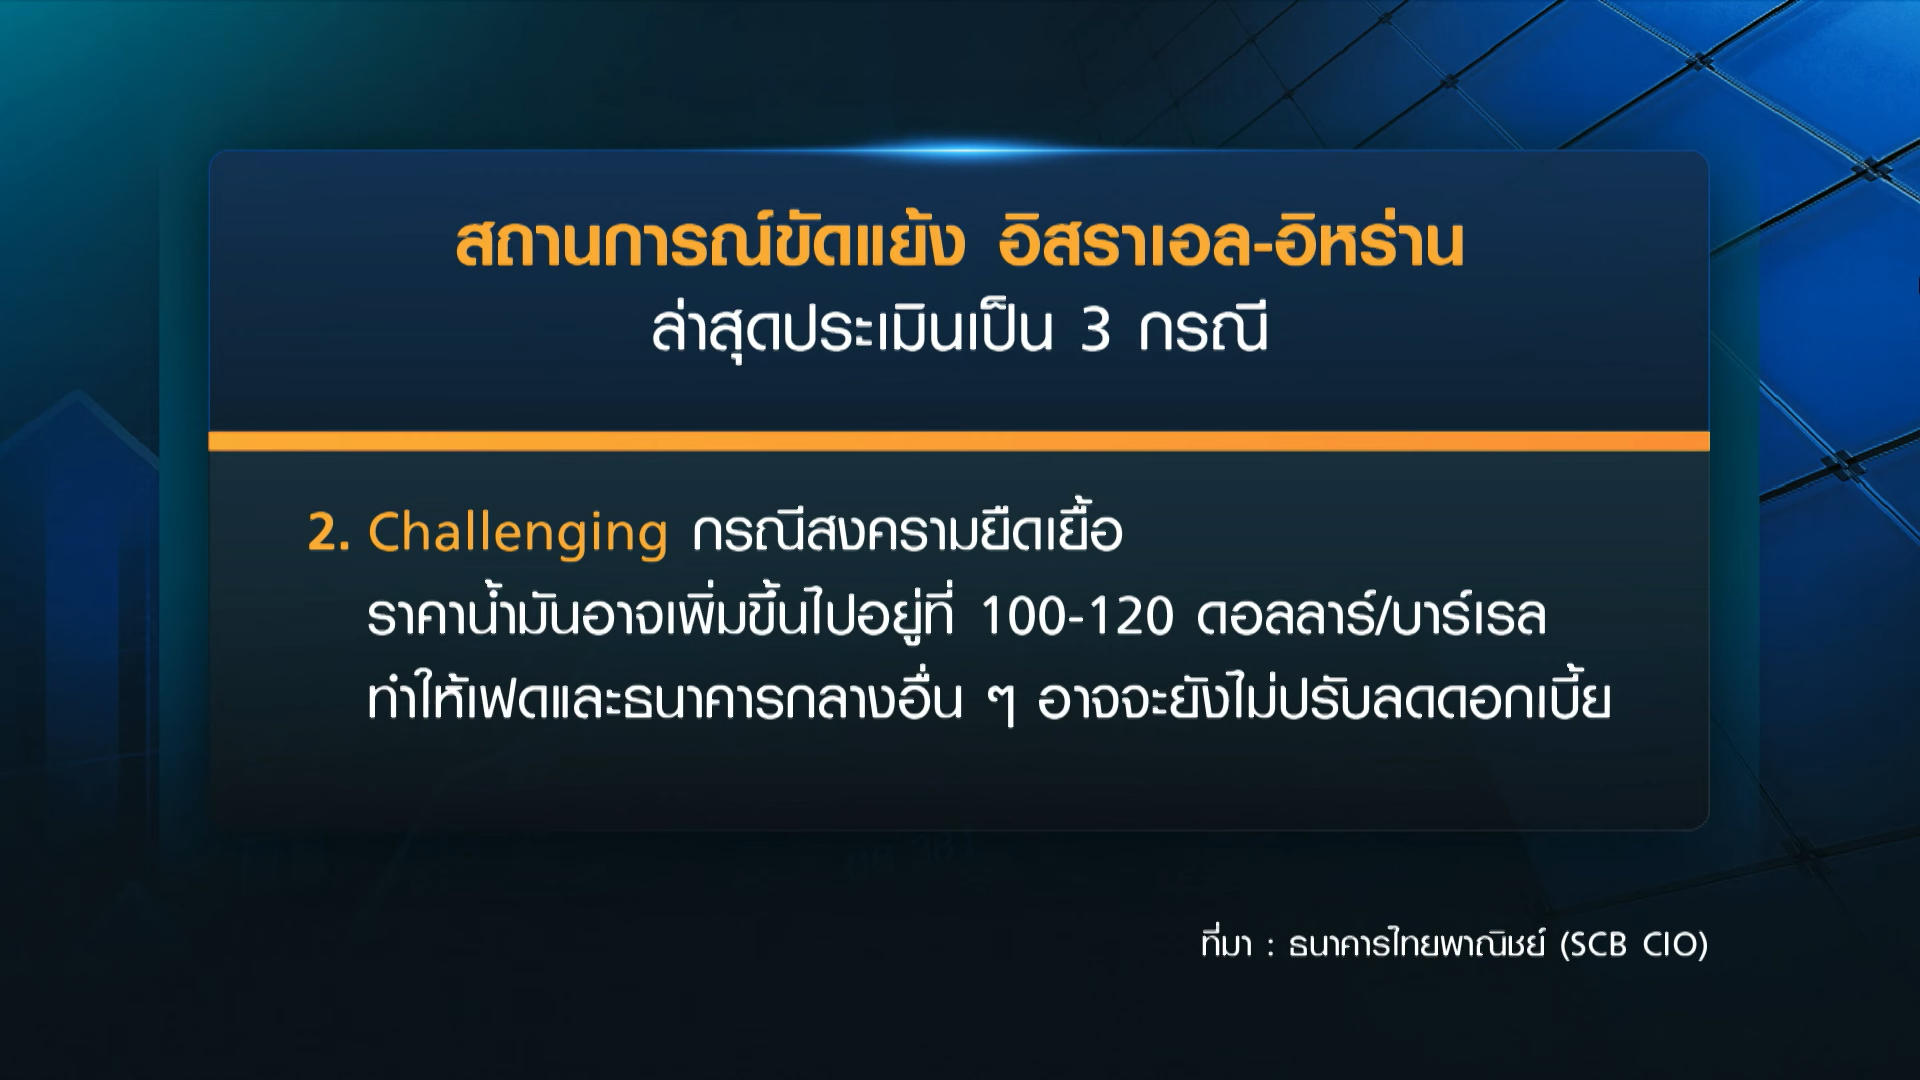 สถานการณ์ขัดแย้ง อิสราเอล-อิหร่าน
ล่าสุดประเมินเป็น 3 กรณี
2. Challenging กรณีสงครามยืดเยื้อ
ราคาน้ำมันอาจเพิ่มขึ้นไปอยู่ที่ 100-120 ดอลลาร์/บาร์เรล
ทำให้เฟดและธนาคารกลางอื่น ๆ อาจจะยังไม่ปรับลดดอกเบี้ย
ที่มา : ธนาคารไทยพาณิชย์ (SCB CIO)